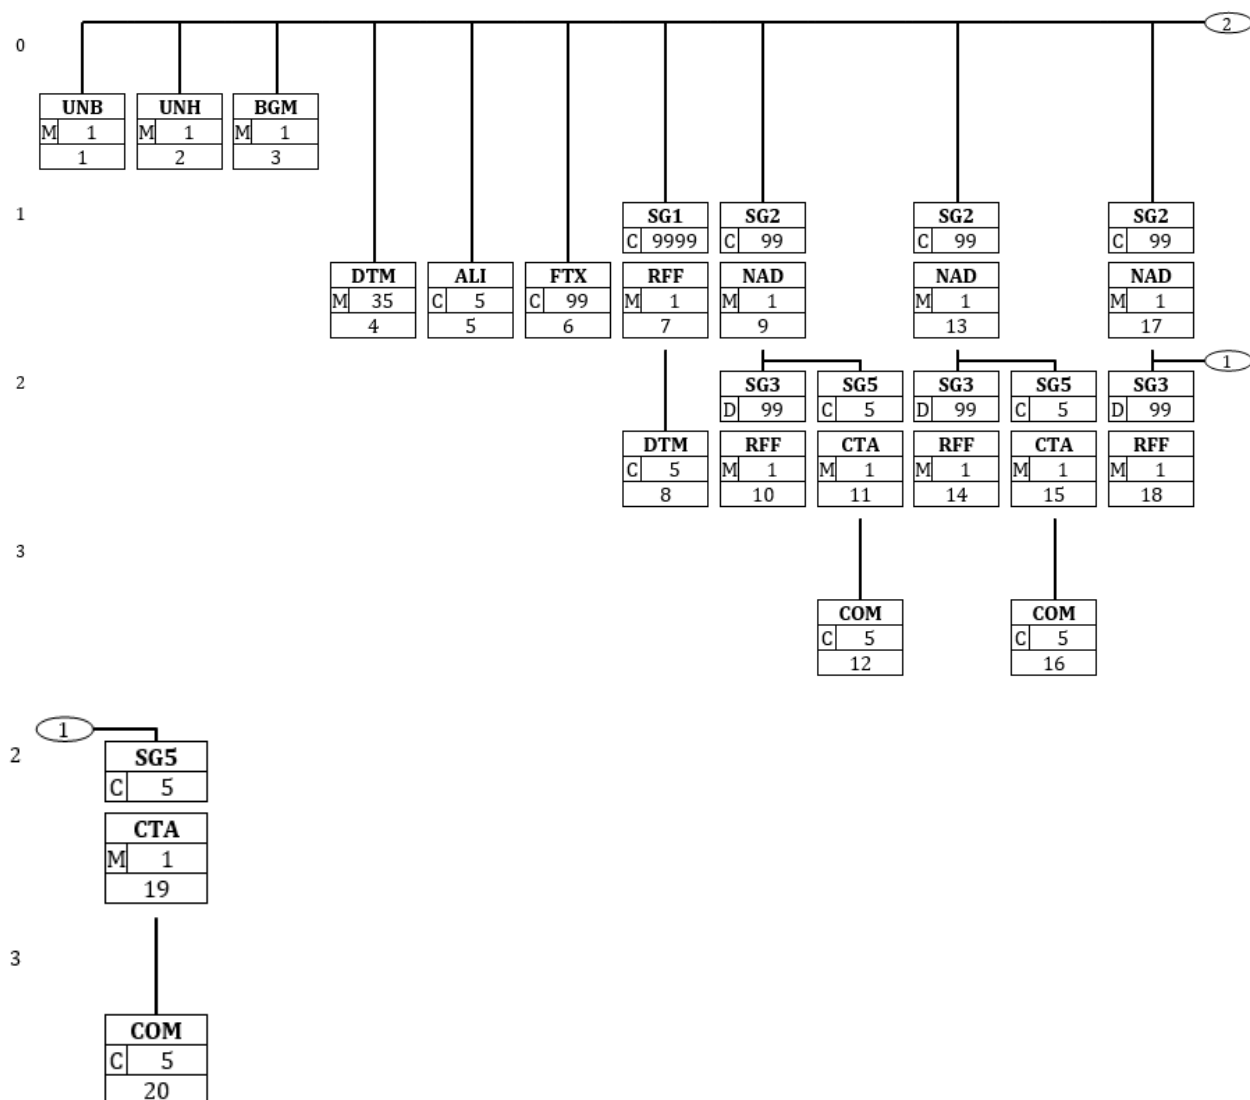 2
0
UNB UNH BGM
M 1 M 1 M 1
1 2 3
1
SG1 SG2 SG2 SG2
C 9999 C 99 C 99 C 99
DTM ALI FTX RFF NAD NAD NAD
M 35 C 5 C 99 M 1 M 1 M 1 M 1
4 5 6 7 9 13 17
1
2
SG3 SG5 SG3 SG5 SG3
D 99 C 5 D 99 C 5 D 99
DTM RFF CTA RFF CTA RFF
C 5 M 1 M 1 M 1 M 1 M 1
8 10 11 14 15 18
3
COM COM
C 5 C 5
12 16
1
2
SG5
C 5
CTA
M 1
19
3
COM
C 5
20